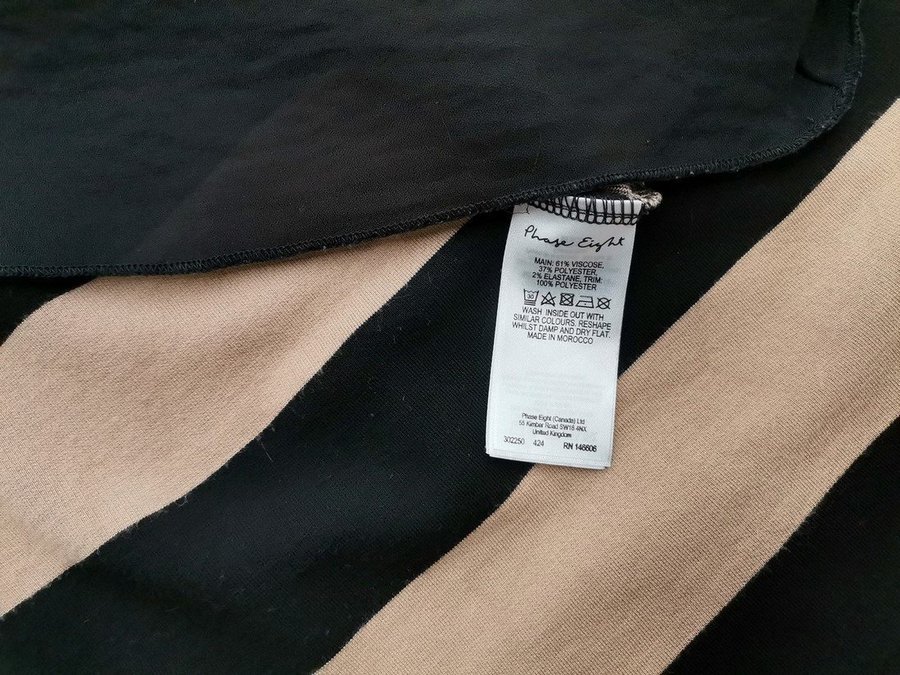 Phase Eight
MAIN: 61% VISCOSE,
37% POLYESTER,
2% ELASTANE, TRIM:
100% POLYESTER
30
WASH INSIDE OUT WITH
SIMILAR COLOURS. RESHAPE
WHILST DAMP AND DRY FLAT.
MADE IN MOROCCO
Phase Eight (Canada) Ltd
55 Kimber Road SW18 4NX
United Kingdom
302250 424 RN 146606